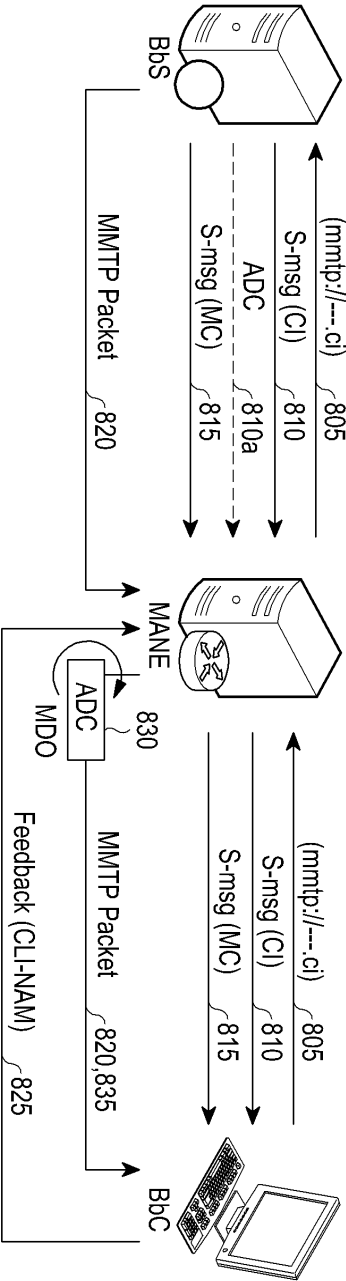 (mmtp://---.ci)
805
S-msg (CI)
810
ADC
810a
S-msg (MC)
815
BbS
MMTP Packet
820
MANE
(mmtp://---.ci)
805
S-msg (CI)
810
S-msg (MC)
815
BbC
ADC
830
MDO
MMTP Packet
820,835
Feedback (CLI-NAM)
825